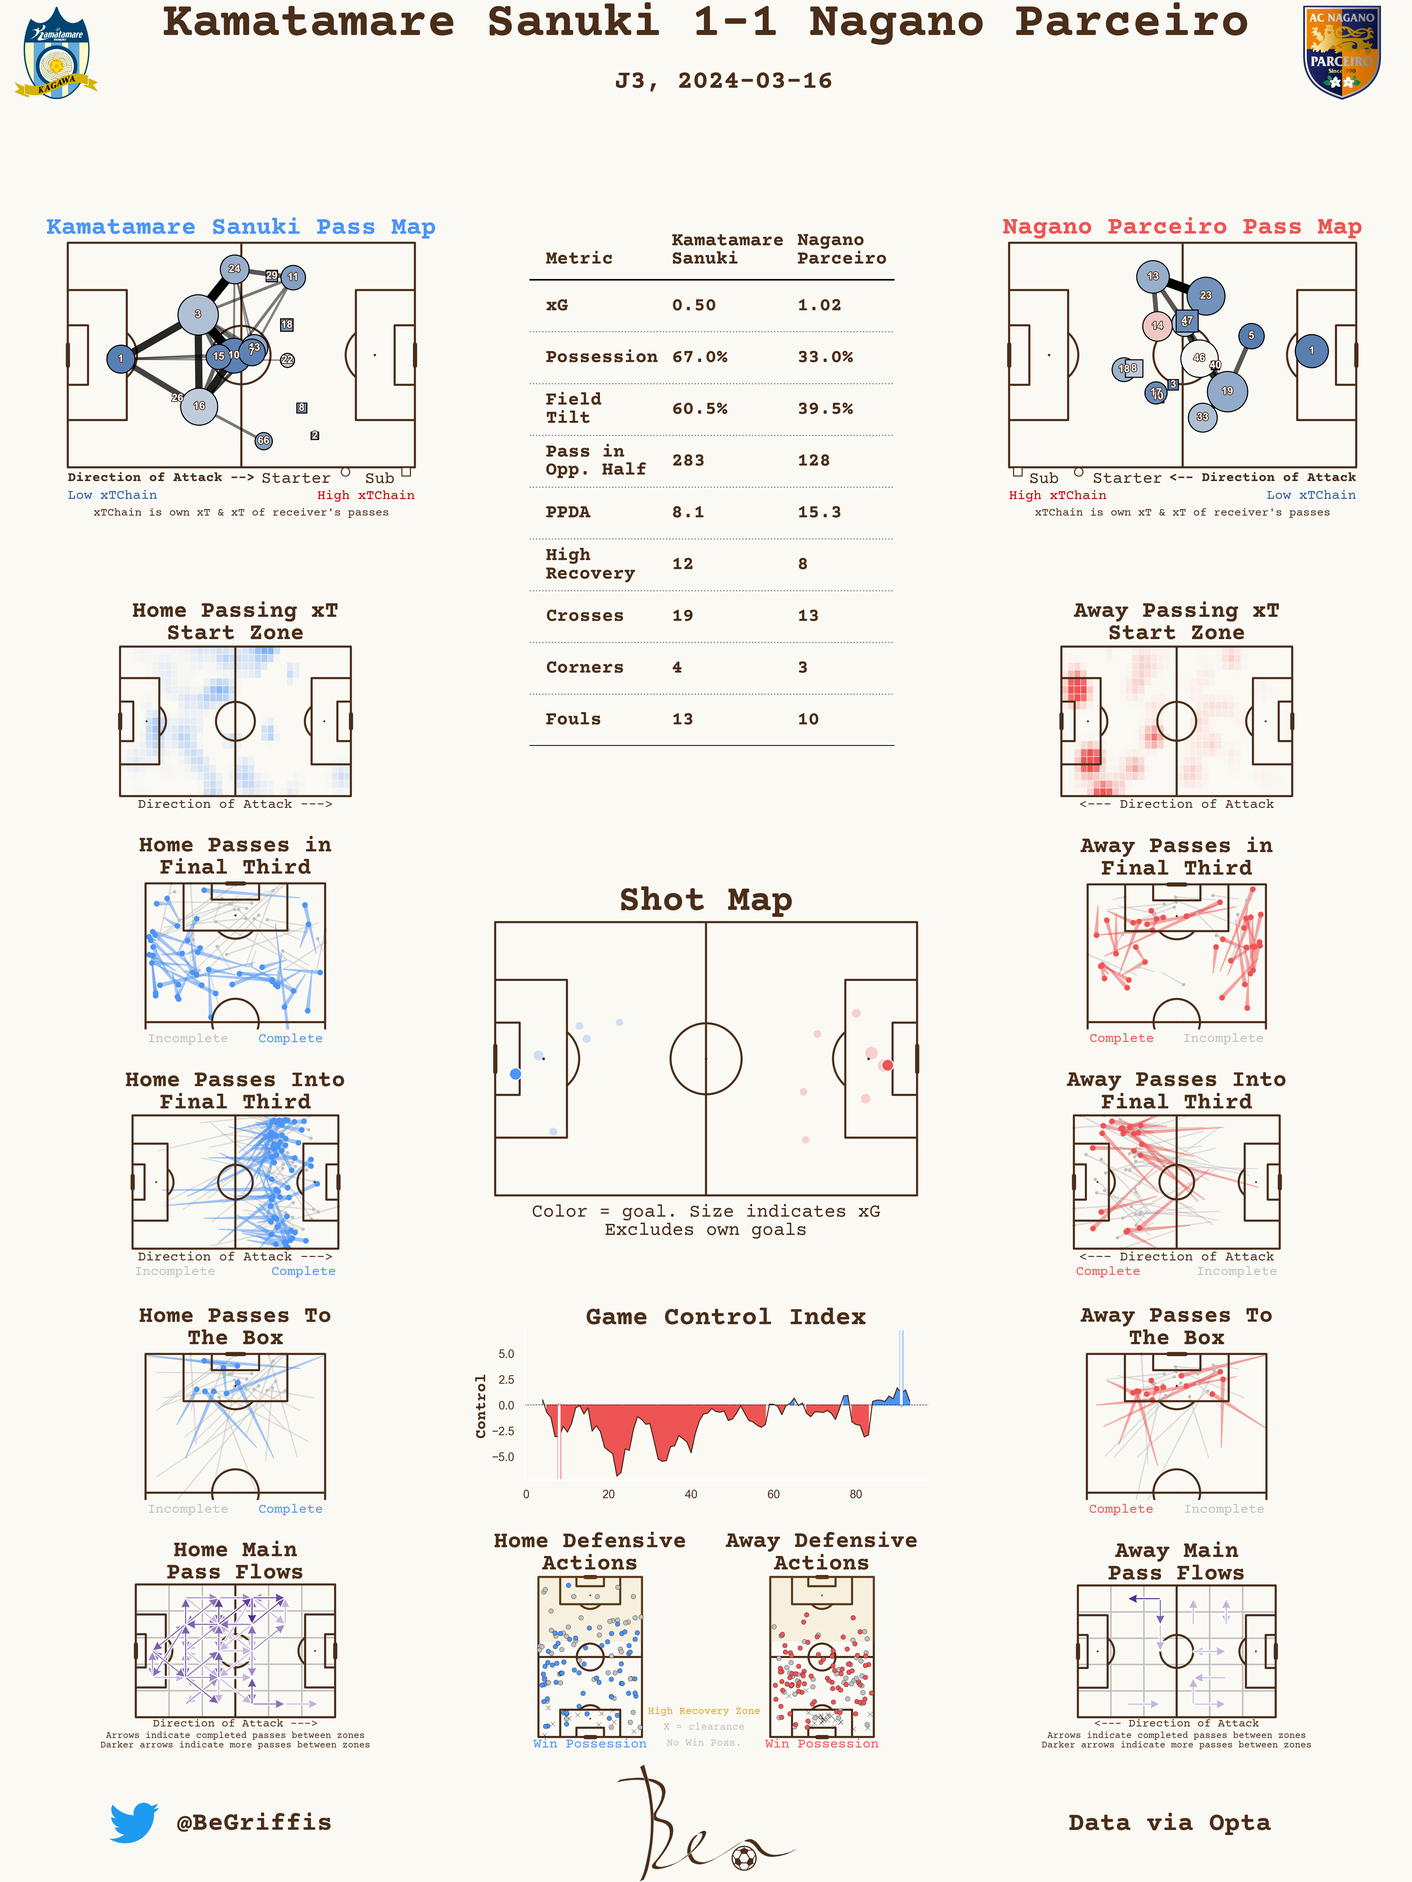 Kamatamare Sanuki 1-1 Nagano Parceiro
J3, 2024-03-16
Kamatamare
KAGAWA
AC NAGANO
PARCEIRO
Kamatamare Sanuki Pass Map
24
29
11
3
18
1
15
10
7
22
26
16
8
66
2
Direction of Attack --> Starter Sub
Low xTChain High xTChain
xTChain is own xT & xT of receiver's passes
Metric Kamatamare Sanuki Nagano Parceiro
xG 0.50 1.02
Possession 67.0% 33.0%
Field Tilt 60.5% 39.5%
Pass in Opp. Half 283 128
PPDA 8.1 15.3
High Recovery 12 8
Crosses 19 13
Corners 4 3
Fouls 13 10
Nagano Parceiro Pass Map
13
23
14
47
5
1
46
40
18
8
3
17
10
19
33
Sub Starter <-- Direction of Attack
High xTChain Low xTChain
xTChain is own xT & xT of receiver's passes
Home Passing xT
Start Zone
Direction of Attack --->
Away Passing xT
Start Zone
<--- Direction of Attack
Home Passes in
Final Third
Incomplete Complete
Away Passes in
Final Third
Complete Incomplete
Shot Map
Color = goal. Size indicates xG
Excludes own goals
Home Passes Into
Final Third
Direction of Attack --->
Incomplete Complete
Away Passes Into
Final Third
<--- Direction of Attack
Complete Incomplete
Home Passes To
The Box
Incomplete Complete
Game Control Index
Control
5.0
2.5
0.0
−2.5
−5.0
0 20 40 60 80
Away Passes To
The Box
Complete Incomplete
Home Main
Pass Flows
Direction of Attack --->
Arrows indicate completed passes between zones
Darker arrows indicate more passes between zones
Home Defensive
Actions
Win Possession
Away Defensive
Actions
Win Possession
High Recovery Zone
X = clearance
No Win Poss.
Away Main
Pass Flows
<--- Direction of Attack
Arrows indicate completed passes between zones
Darker arrows indicate more passes between zones
@BeGriffis
Ben
Data via Opta